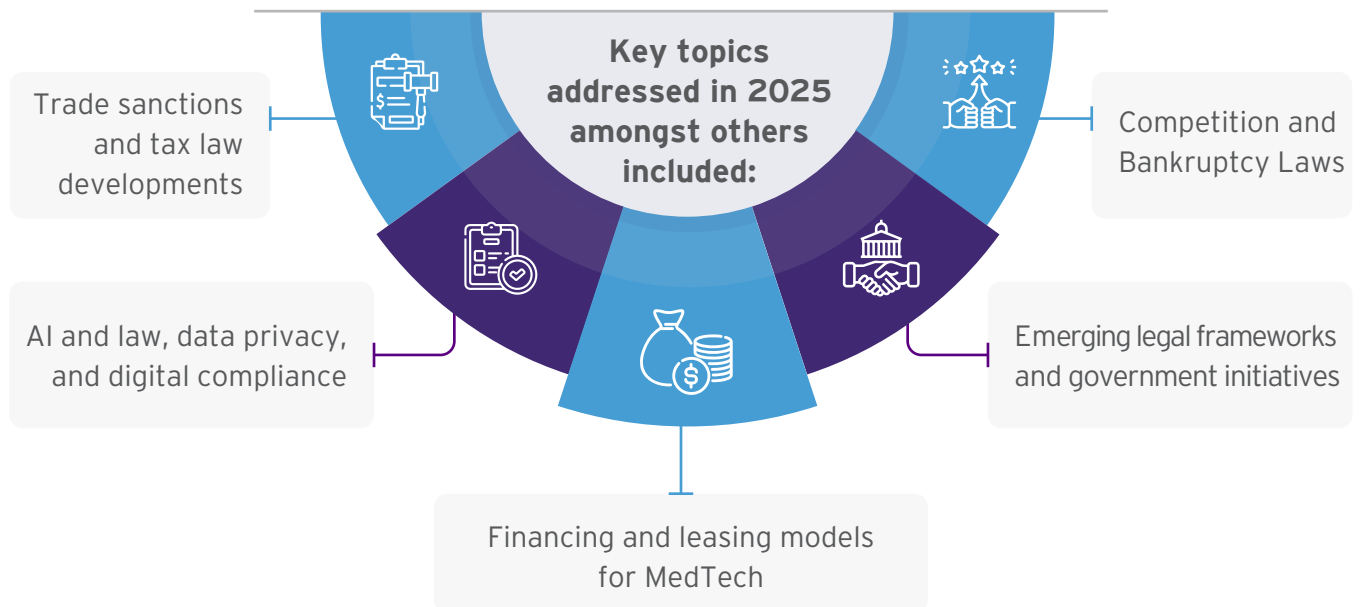 Key topics
addressed in 2025
amongst others
included:
Trade sanctions
and tax law
developments
AI and law, data privacy,
and digital compliance
Financing and leasing models
for MedTech
Emerging legal frameworks
and government initiatives
Competition and
Bankruptcy Laws